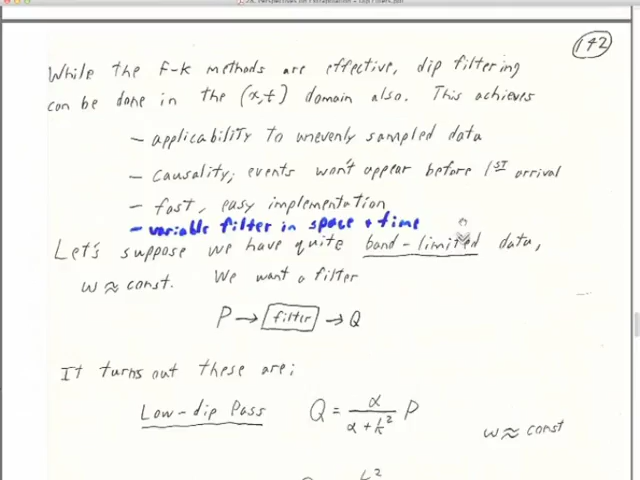 142
While the F-k methods are effective, dip filtering
can be done in the (x,t) domain also. This achieves
- applicability to unevenly sampled data
- causality; events won't appear before 1ST arrival
- fast, easy implementation
- variable filter in space + time
Let's suppose we have quite band-limited data,
ω ≈ const. We want a filter
P → filter → Q
It turns out these are;
Low-dip Pass Q = α / (α + k²) P
ω ≈ const
k²